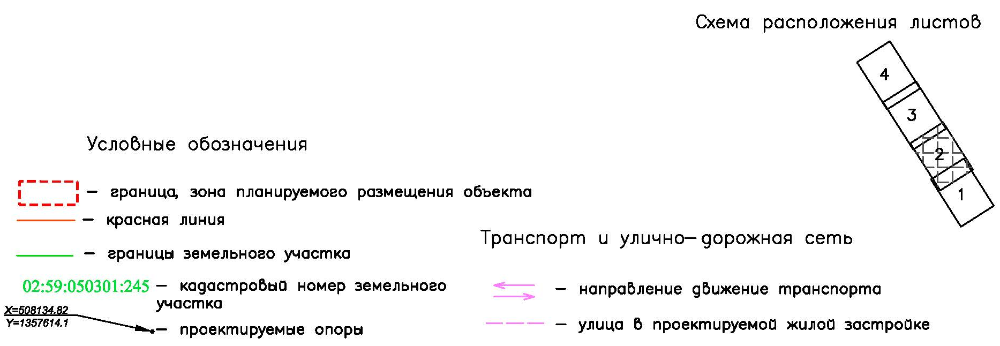 Схема расположения листов
4
3
2
1
Условные обозначения
– граница, зона планируемого размещения объекта
– красная линия
– границы земельного участка
02:59:050301:245 – кадастровый номер земельного
участка
X=508134.82
Y=1357614.1
– проектируемые опоры
Транспорт и улично–дорожная сеть
– направление движение транспорта
– улица в проектируемой жилой застройке